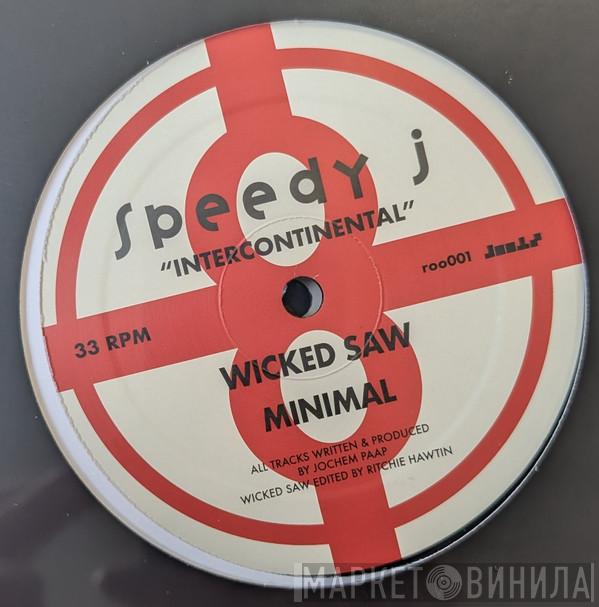 Speedy j
"INTERCONTINENTAL"
roo001
33 RPM
WICKED SAW
MINIMAL
ALL TRACKS WRITTEN & PRODUCED
BY JOCHEM PAAP
WICKED SAW EDITED BY RITCHIE HAWTIN
МАРКЕТ ВИНИЛА